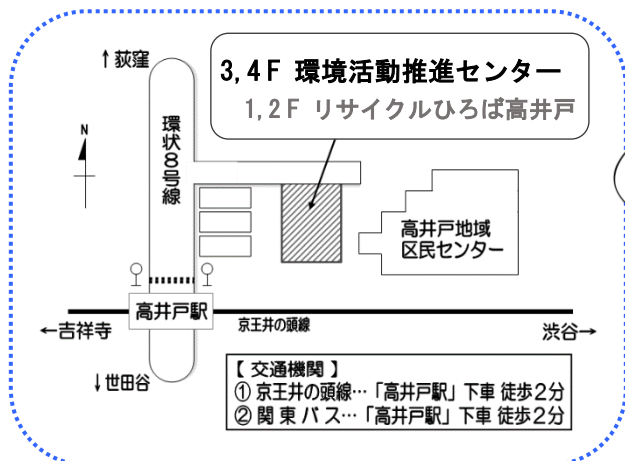 ↑荻窪
3,4F 環境活動推進センター
1,2F リサイクルひろば高井戸
N
環状8号線
高井戸地域
区民センター
高井戸駅
京王井の頭線
←吉祥寺
渋谷→
↓世田谷
【 交通機関 】
① 京王井の頭線…「高井戸駅」下車 徒歩2分
② 関 東 バ ス…「高井戸駅」下車 徒歩2分